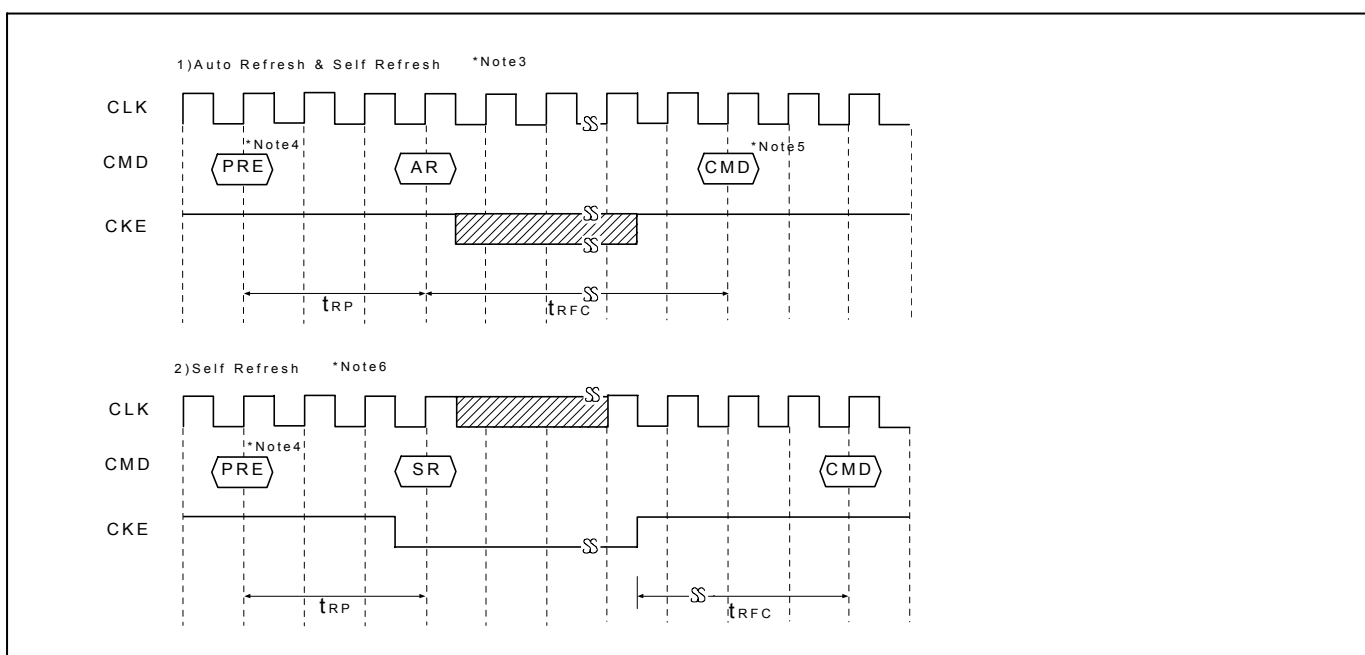 1)Auto Refresh & Self Refresh *Note3
CLK
CMD PRE *Note4 AR CMD *Note5
CKE
tRP tRFC
2)Self Refresh *Note6
CLK
CMD PRE *Note4 SR CMD
CKE
tRP tRFC